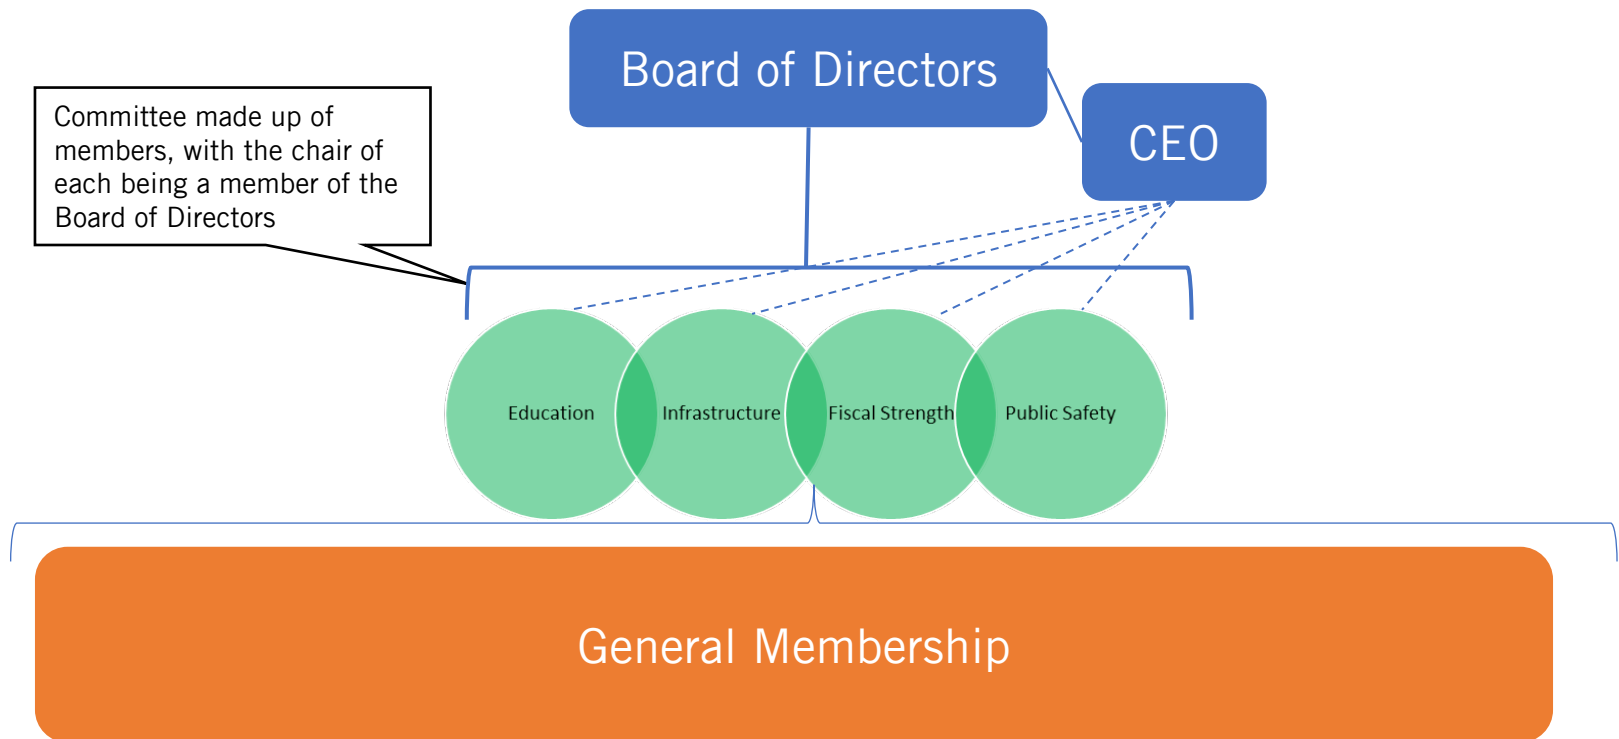 Board of Directors
CEO
Committee made up of
members, with the chair of
each being a member of the
Board of Directors
Education
Infrastructure
Fiscal Strength
Public Safety
General Membership